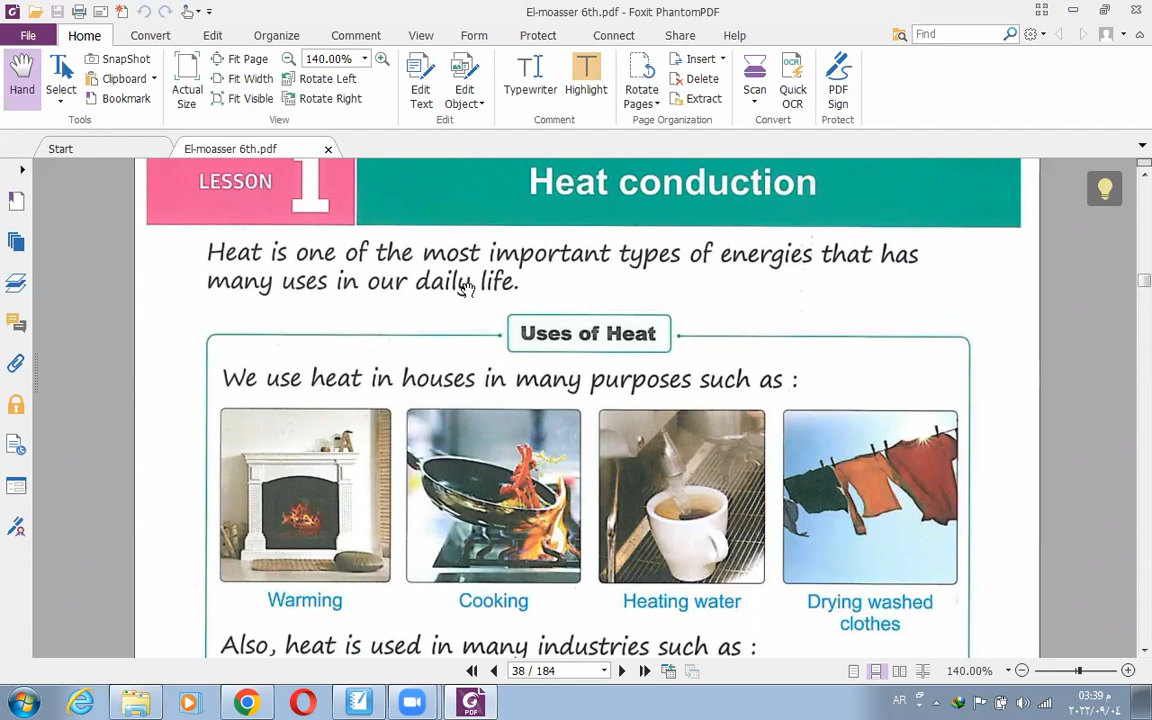 El-moasser 6th.pdf - Foxit PhantomPDF
File Home Convert Edit Organize Comment View Form Protect Connect Share Help Find
SnapShot Fit Page 140.00% Insert
Hand Select Clipboard Actual Size Fit Width Rotate Left Edit Text Edit Object Typewriter Highlight Rotate Pages Delete Scan Quick OCR PDF Sign
Bookmark Fit Visible Rotate Right Extract
Tools View Edit Comment Page Organization Convert Protect
Start El-moasser 6th.pdf
LESSON 1 Heat conduction
Heat is one of the most important types of energies that has
many uses in our daily life.
Uses of Heat
We use heat in houses in many purposes such as :
Warming Cooking Heating water Drying washed clothes
Also, heat is used in many industries such as :
38 / 184 140.00%
PDF AR 03:39 م
٢٠٢٢/٠٩/٠٤